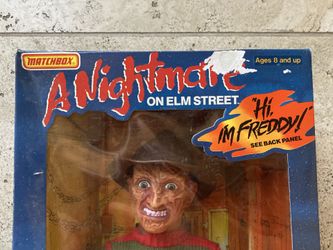 MATCHBOX
Ages 8 and up
A Nightmare
ON ELM STREET
"Hi,
I'M FREDDY!"
SEE BACK PANEL